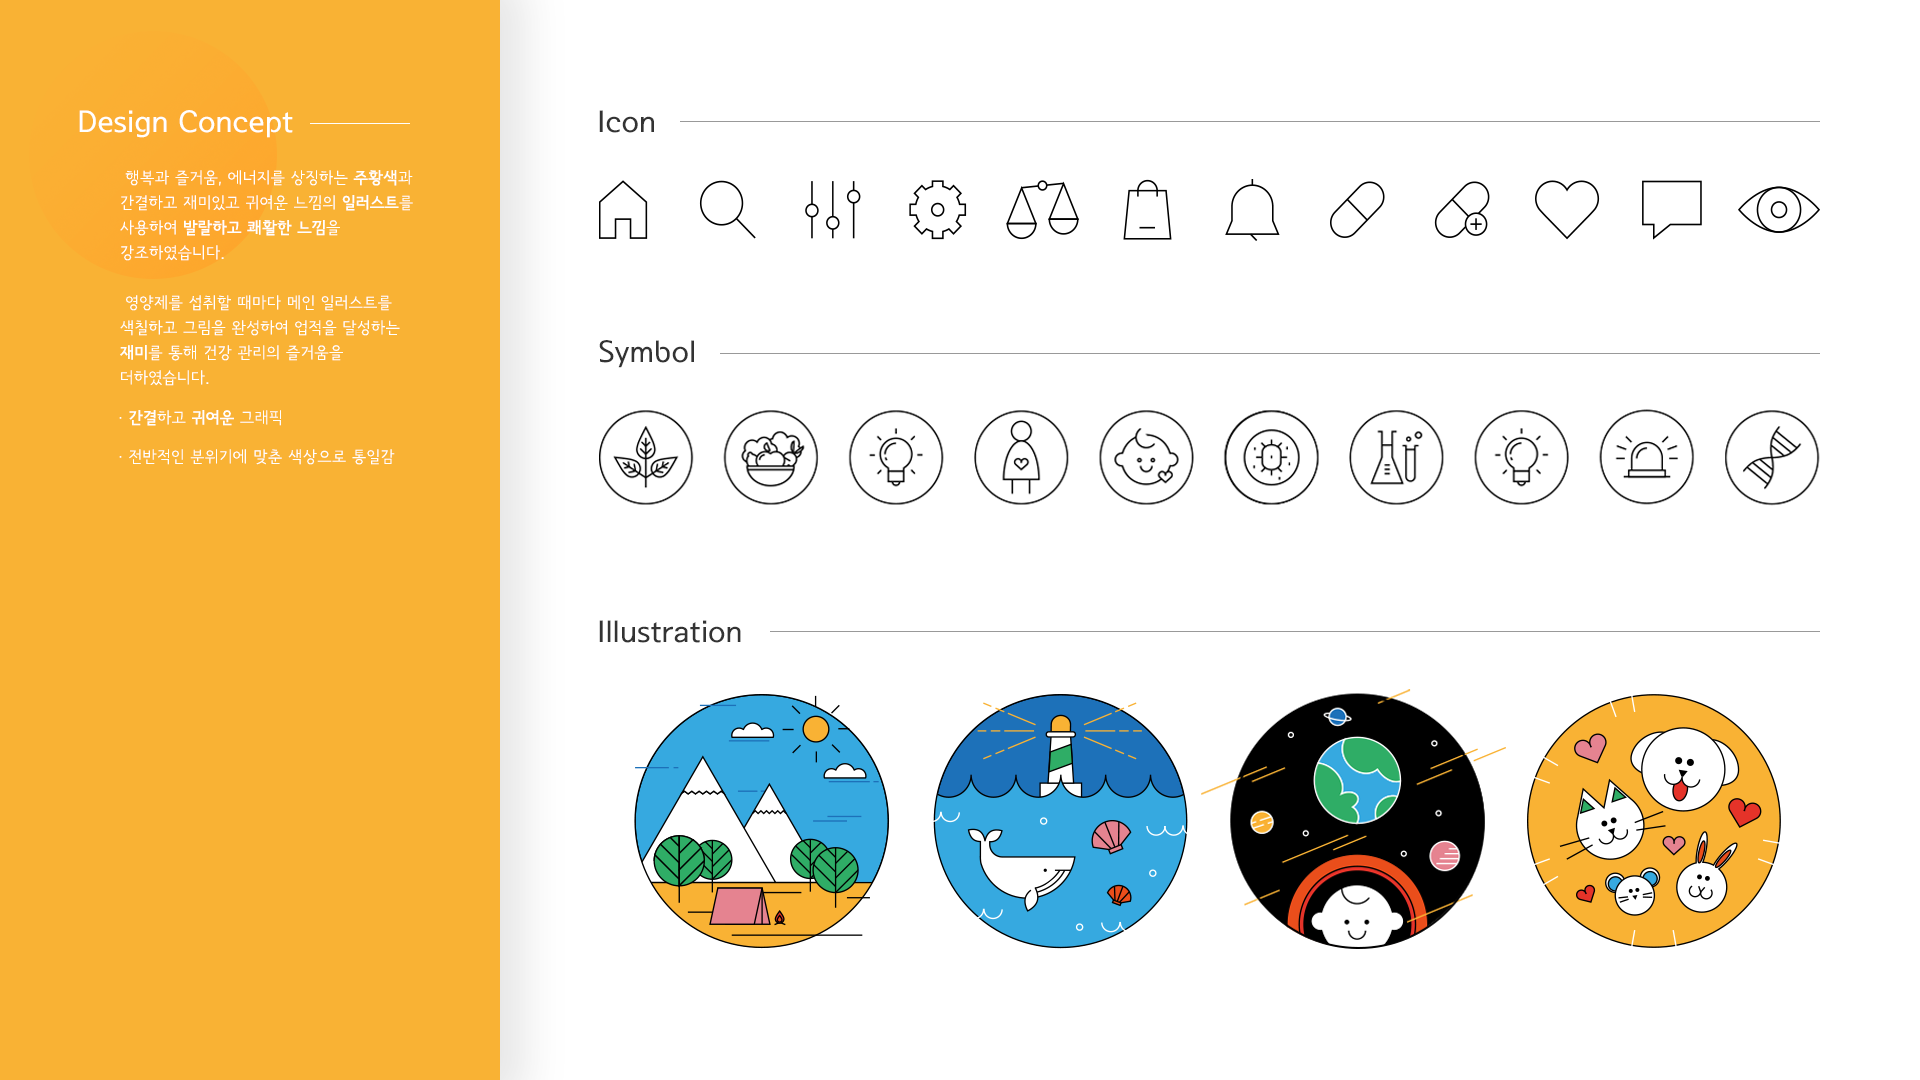 Design Concept
행복과 즐거움, 에너지를 상징하는 주황색과
간결하고 재미있고 귀여운 느낌의 일러스트를
사용하여 발랄하고 쾌활한 느낌을
강조하였습니다.
영양제를 섭취할 때마다 메인 일러스트를
색칠하고 그림을 완성하여 업적을 달성하는
재미를 통해 건강 관리의 즐거움을
더하였습니다.
· 간결하고 귀여운 그래픽
· 전반적인 분위기에 맞춘 색상으로 통일감
Icon
Symbol
Illustration